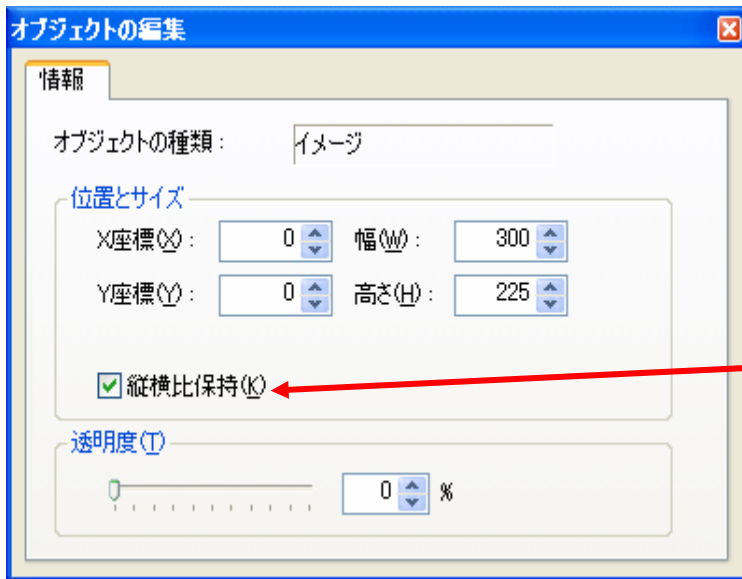 オブジェクトの編集
情報
オブジェクトの種類: イメージ
位置とサイズ
X座標(X): 0 幅(W): 300
Y座標(Y): 0 高さ(H): 225
縦横比保持(K)
透明度(T)
0 %